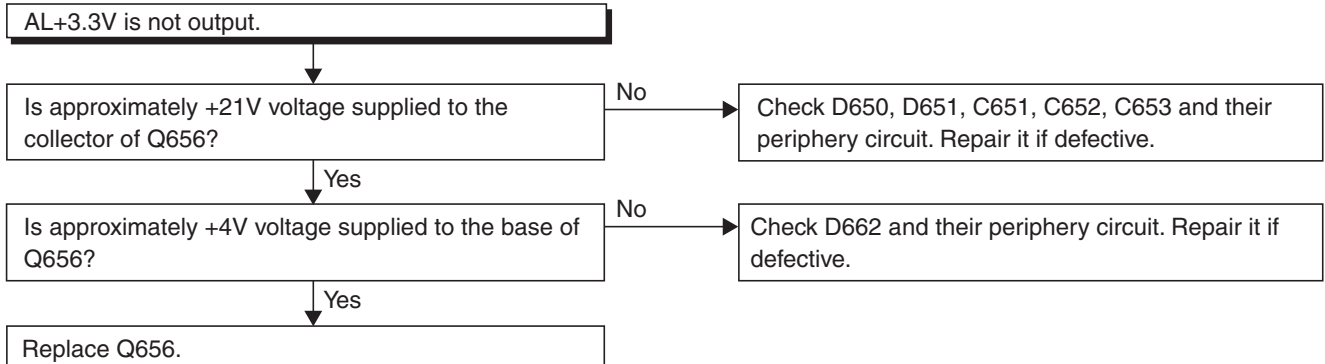 AL+3.3V is not output.
Is approximately +21V voltage supplied to the
collector of Q656?
No
Check D650, D651, C651, C652, C653 and their
periphery circuit. Repair it if defective.
Yes
Is approximately +4V voltage supplied to the base of
Q656?
No
Check D662 and their periphery circuit. Repair it if
defective.
Yes
Replace Q656.